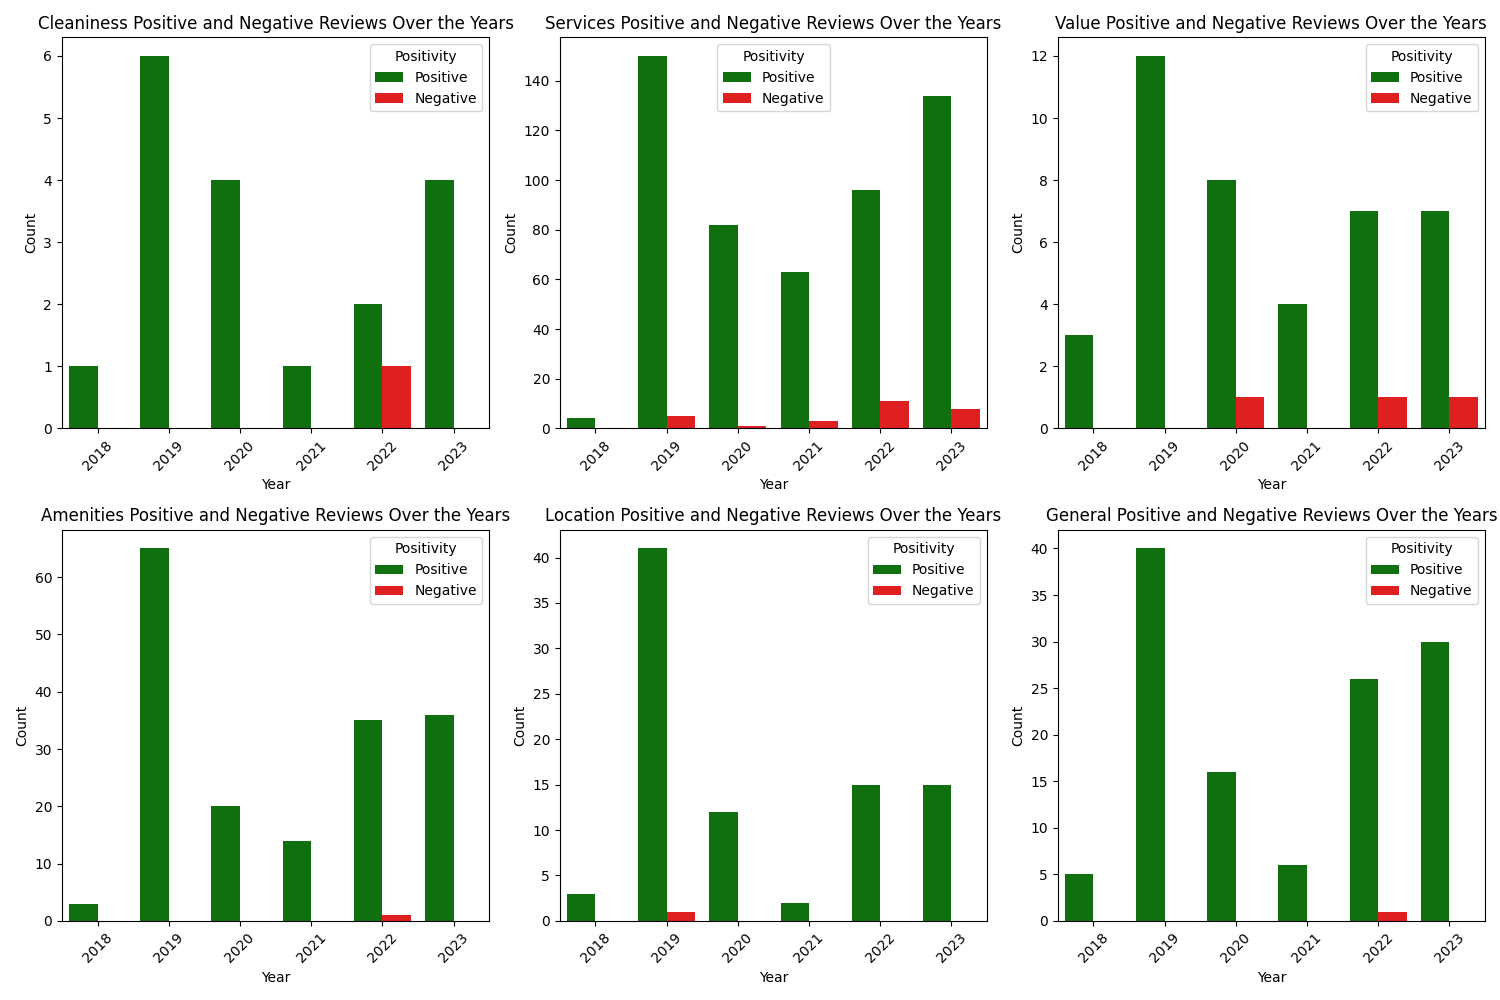 Cleaniness Positive and Negative Reviews Over the Years
Positivity
Positive
Negative
6
5
4
3
2
1
0
Count
2018
2019
2020
2021
2022
2023
Year
Services Positive and Negative Reviews Over the Years
Positivity
Positive
Negative
140
120
100
80
60
40
20
0
Count
2018
2019
2020
2021
2022
2023
Year
Value Positive and Negative Reviews Over the Years
Positivity
Positive
Negative
12
10
8
6
4
2
0
Count
2018
2019
2020
2021
2022
2023
Year
Amenities Positive and Negative Reviews Over the Years
Positivity
Positive
Negative
60
50
40
30
20
10
0
Count
2018
2019
2020
2021
2022
2023
Year
Location Positive and Negative Reviews Over the Years
Positivity
Positive
Negative
40
35
30
25
20
15
10
5
0
Count
2018
2019
2020
2021
2022
2023
Year
General Positive and Negative Reviews Over the Years
Positivity
Positive
Negative
40
35
30
25
20
15
10
5
0
Count
2018
2019
2020
2021
2022
2023
Year